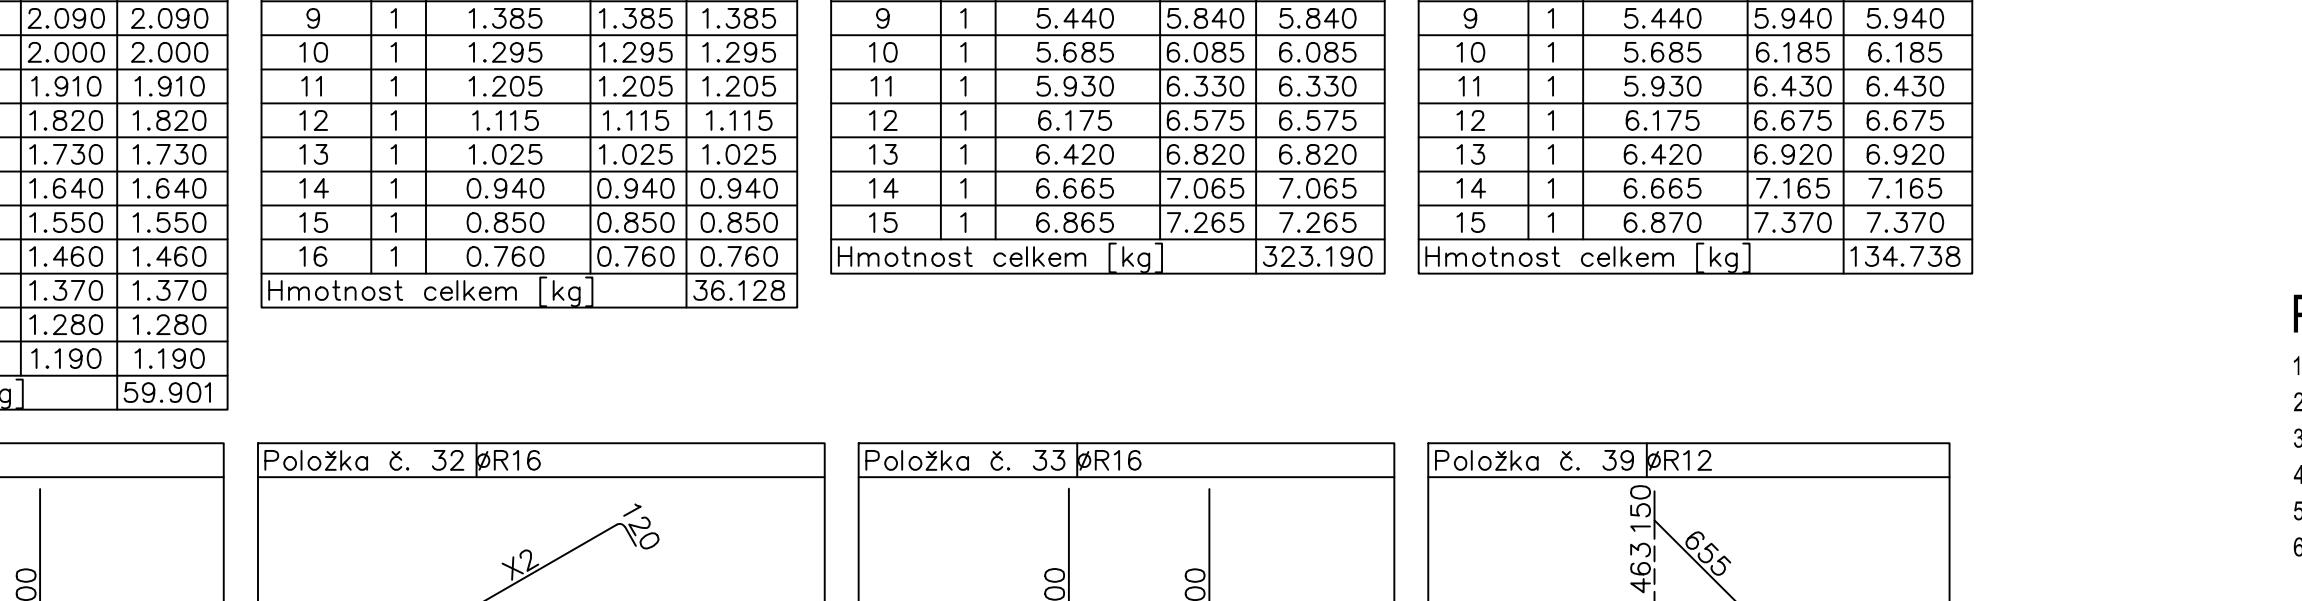 2.090 2.090
2.000 2.000
1.910 1.910
1.820 1.820
1.730 1.730
1.640 1.640
1.550 1.550
1.460 1.460
1.370 1.370
1.280 1.280
1.190 1.190
g] 59.901
9 1 1.385 1.385 1.385
10 1 1.295 1.295 1.295
11 1 1.205 1.205 1.205
12 1 1.115 1.115 1.115
13 1 1.025 1.025 1.025
14 1 0.940 0.940 0.940
15 1 0.850 0.850 0.850
16 1 0.760 0.760 0.760
Hmotnost celkem [kg] 36.128
9 1 5.440 5.840 5.840
10 1 5.685 6.085 6.085
11 1 5.930 6.330 6.330
12 1 6.175 6.575 6.575
13 1 6.420 6.820 6.820
14 1 6.665 7.065 7.065
15 1 6.865 7.265 7.265
Hmotnost celkem [kg] 323.190
9 1 5.440 5.940 5.940
10 1 5.685 6.185 6.185
11 1 5.930 6.430 6.430
12 1 6.175 6.675 6.675
13 1 6.420 6.920 6.920
14 1 6.665 7.165 7.165
15 1 6.870 7.370 7.370
Hmotnost celkem [kg] 134.738
00
Položka č. 32 øR16
120
X2
Položka č. 33 øR16
00
00
Položka č. 39 øR12
150
463
655
1
2
3
4
5
6